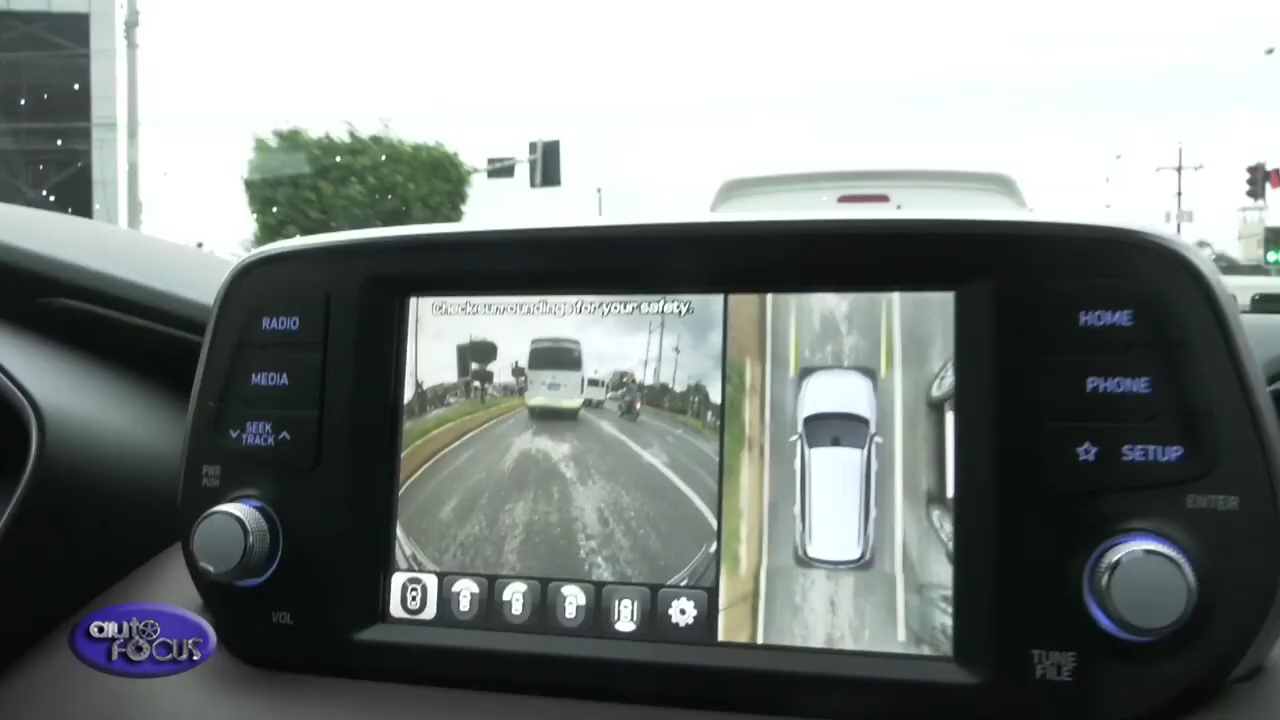 Check surroundings for your safety.
RADIO
MEDIA
SEEK
TRACK
PWR
PUSH
VOL
HOME
PHONE
SETUP
ENTER
TUNE
FILE
auto
FOCUS